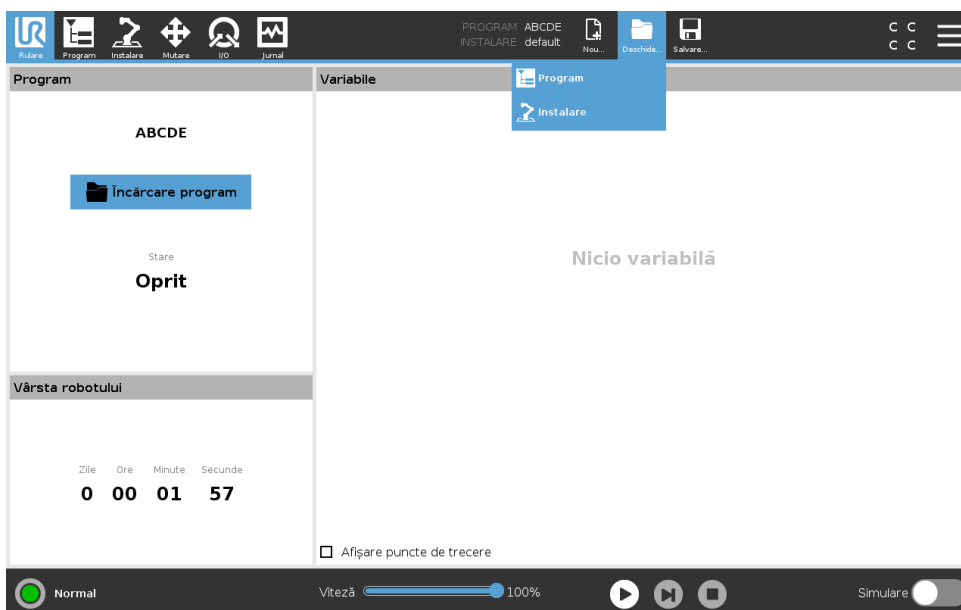 PROGRAM ABCDE
INSTALARE default
C C
C C
Rulare Program Instalare Mutare I/O Jurnal
Nou... Deschide... Salvare...
Program
Variabile
Program
Instalare
ABCDE
Încărcare program
Stare
Oprit
Nicio variabilă
Vârsta robotului
Zile Ore Minute Secunde
0 00 01 57
Afișare puncte de trecere
Normal
Viteză 100%
Simulare